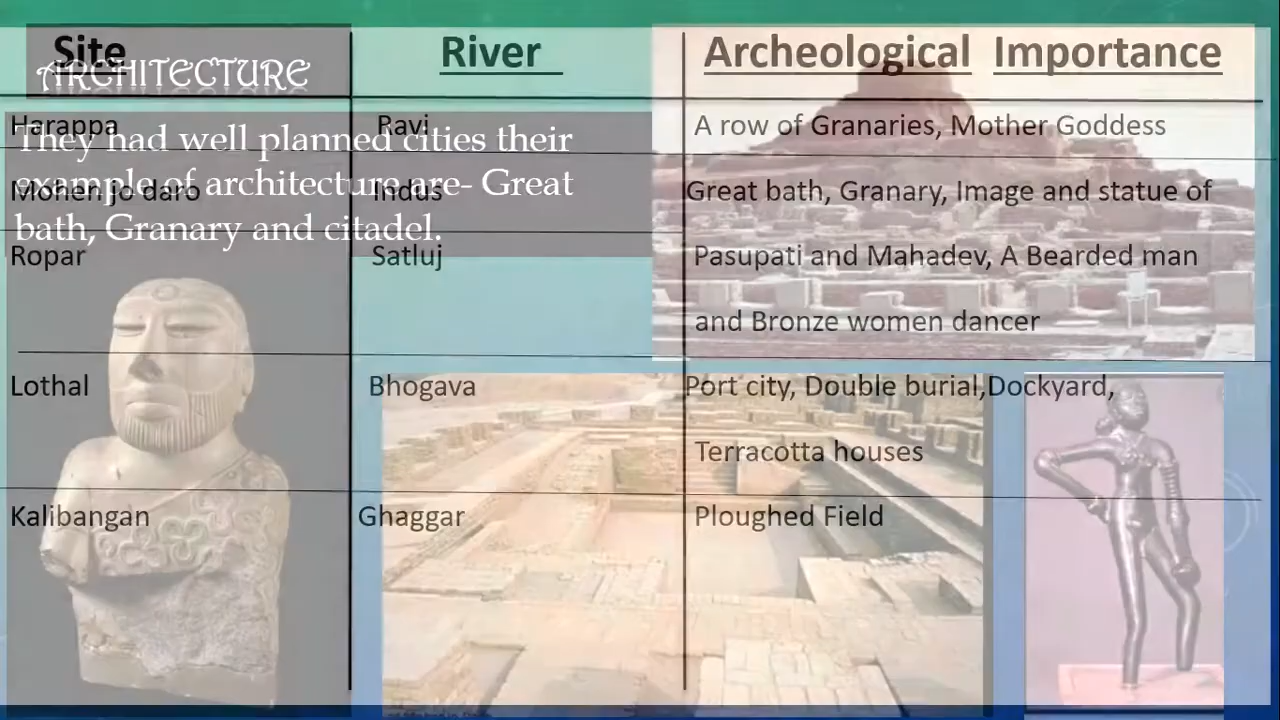 Site River Archeological Importance
ARCHITECTURE
Harappa Ravi A row of Granaries, Mother Goddess
They had well planned cities their
example of architecture are- Great
bath, Granary and citadel.
Mohen jo daro Indus Great bath, Granary, Image and statue of
Ropar Satluj Pasupati and Mahadev, A Bearded man
and Bronze women dancer
Lothal Bhogava Port city, Double burial,Dockyard,
Terracotta houses
Kalibangan Ghaggar Ploughed Field